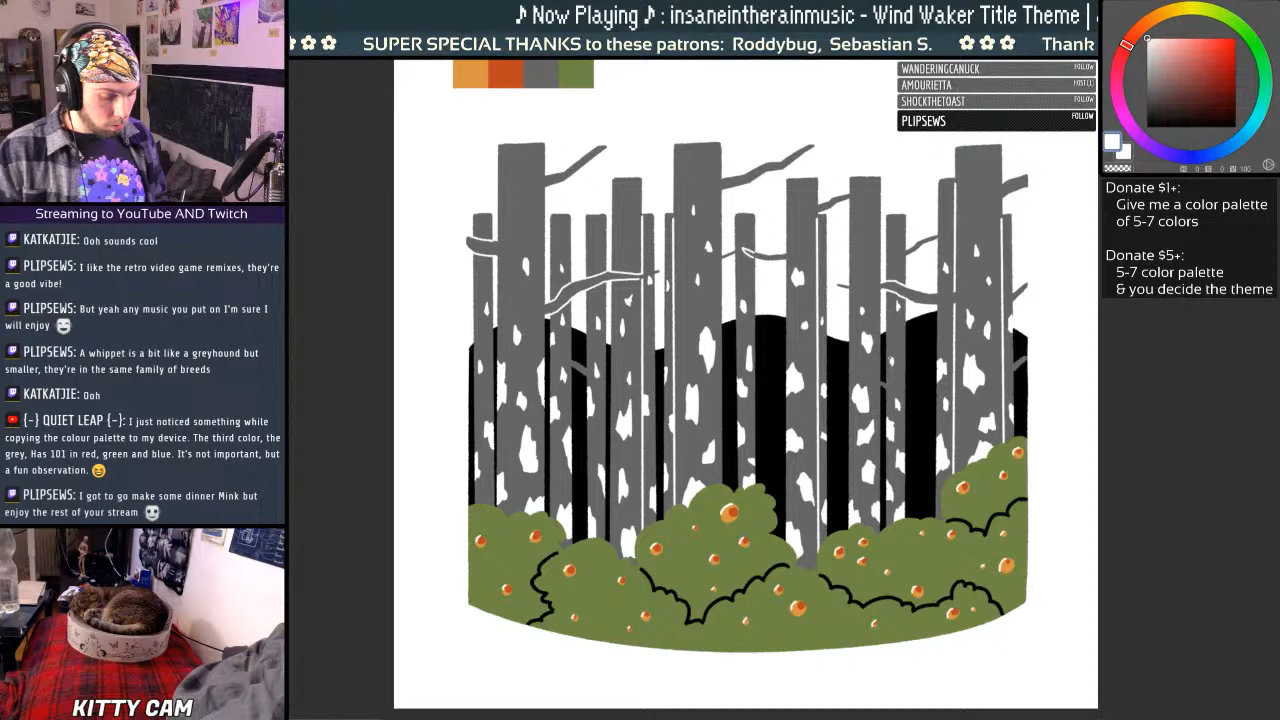 ♪ Now Playing ♪ : insaneintherainmusic - Wind Waker Title Theme |
SUPER SPECIAL THANKS to these patrons: Roddybug, Sebastian S. Thank
WANDERINGCANUCK FOLLOW
AMOURIETTA
SHOCKTHETOAST FOLLOW
PLIPSEWS FOLLOW
Streaming to YouTube AND Twitch
KATKATJIE: Ooh sounds cool
PLIPSEWS: I like the retro video game remixes, they're
a good vibe!
PLIPSEWS: But yeah any music you put on I'm sure I
will enjoy
PLIPSEWS: A whippet is a bit like a greyhound but
smaller, they're in the same family of breeds
KATKATJIE: Ooh
{-} QUIET LEAP {-}: I just noticed something while
copying the colour palette to my device. The third color, the
grey, Has 101 in red, green and blue. It's not important, but
a fun observation.
PLIPSEWS: I got to go make some dinner Mink but
enjoy the rest of your stream
KITTY CAM
Donate $1+:
Give me a color palette
of 5-7 colors
Donate $5+:
5-7 color palette
& you decide the theme